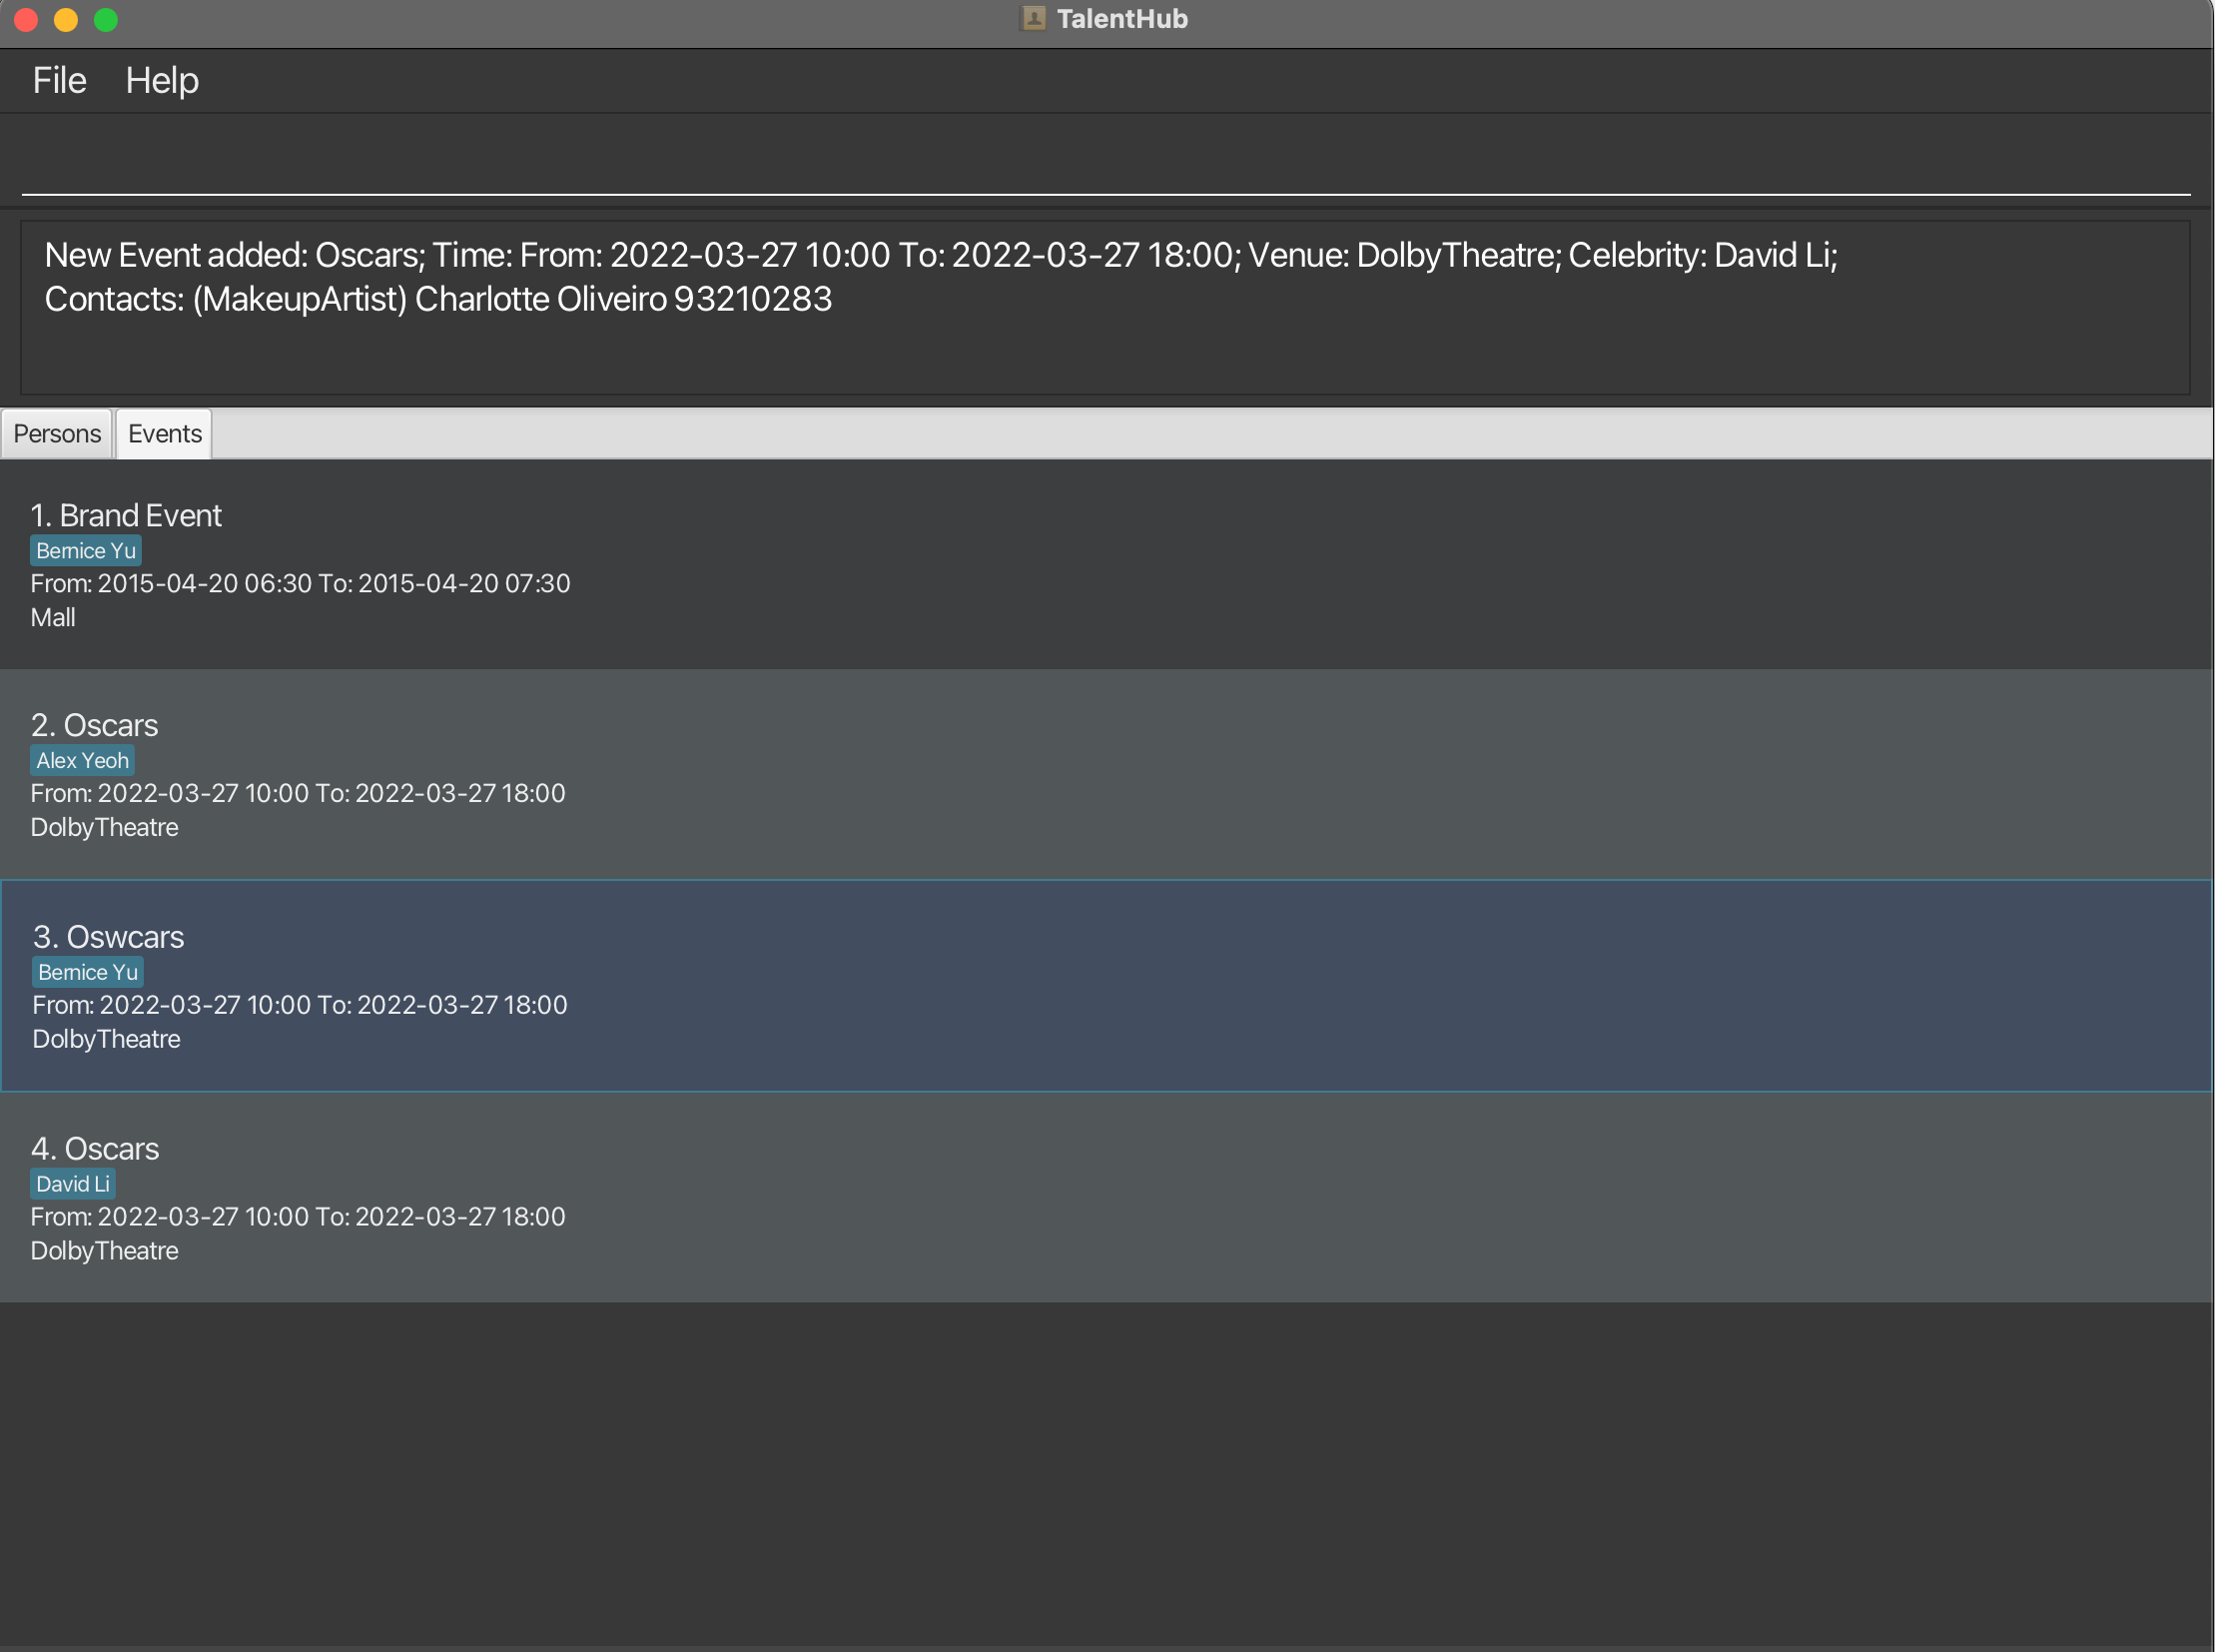 TalentHub
File Help
New Event added: Oscars; Time: From: 2022-03-27 10:00 To: 2022-03-27 18:00; Venue: DolbyTheatre; Celebrity: David Li;
Contacts: (MakeupArtist) Charlotte Oliveiro 93210283
Persons Events
1. Brand Event
Bernice Yu
From: 2015-04-20 06:30 To: 2015-04-20 07:30
Mall
2. Oscars
Alex Yeoh
From: 2022-03-27 10:00 To: 2022-03-27 18:00
DolbyTheatre
3. Oswcars
Bernice Yu
From: 2022-03-27 10:00 To: 2022-03-27 18:00
DolbyTheatre
4. Oscars
David Li
From: 2022-03-27 10:00 To: 2022-03-27 18:00
DolbyTheatre